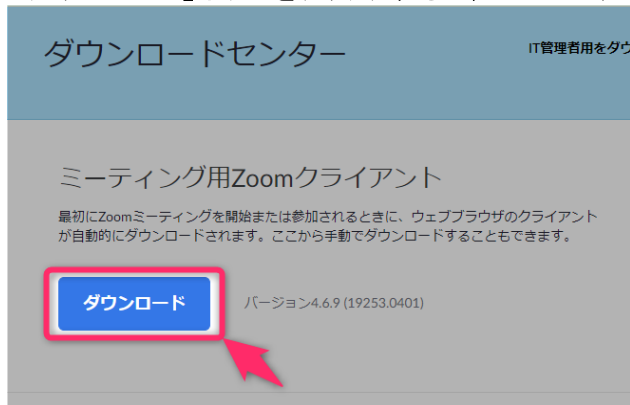 ダウンロードセンター
IT管理者用をダウ
ミーティング用Zoomクライアント
最初にZoomミーティングを開始または参加されるときに、ウェブブラウザのクライアント
が自動的にダウンロードされます。ここから手動でダウンロードすることもできます。
ダウンロード
バージョン4.6.9 (19253.0401)